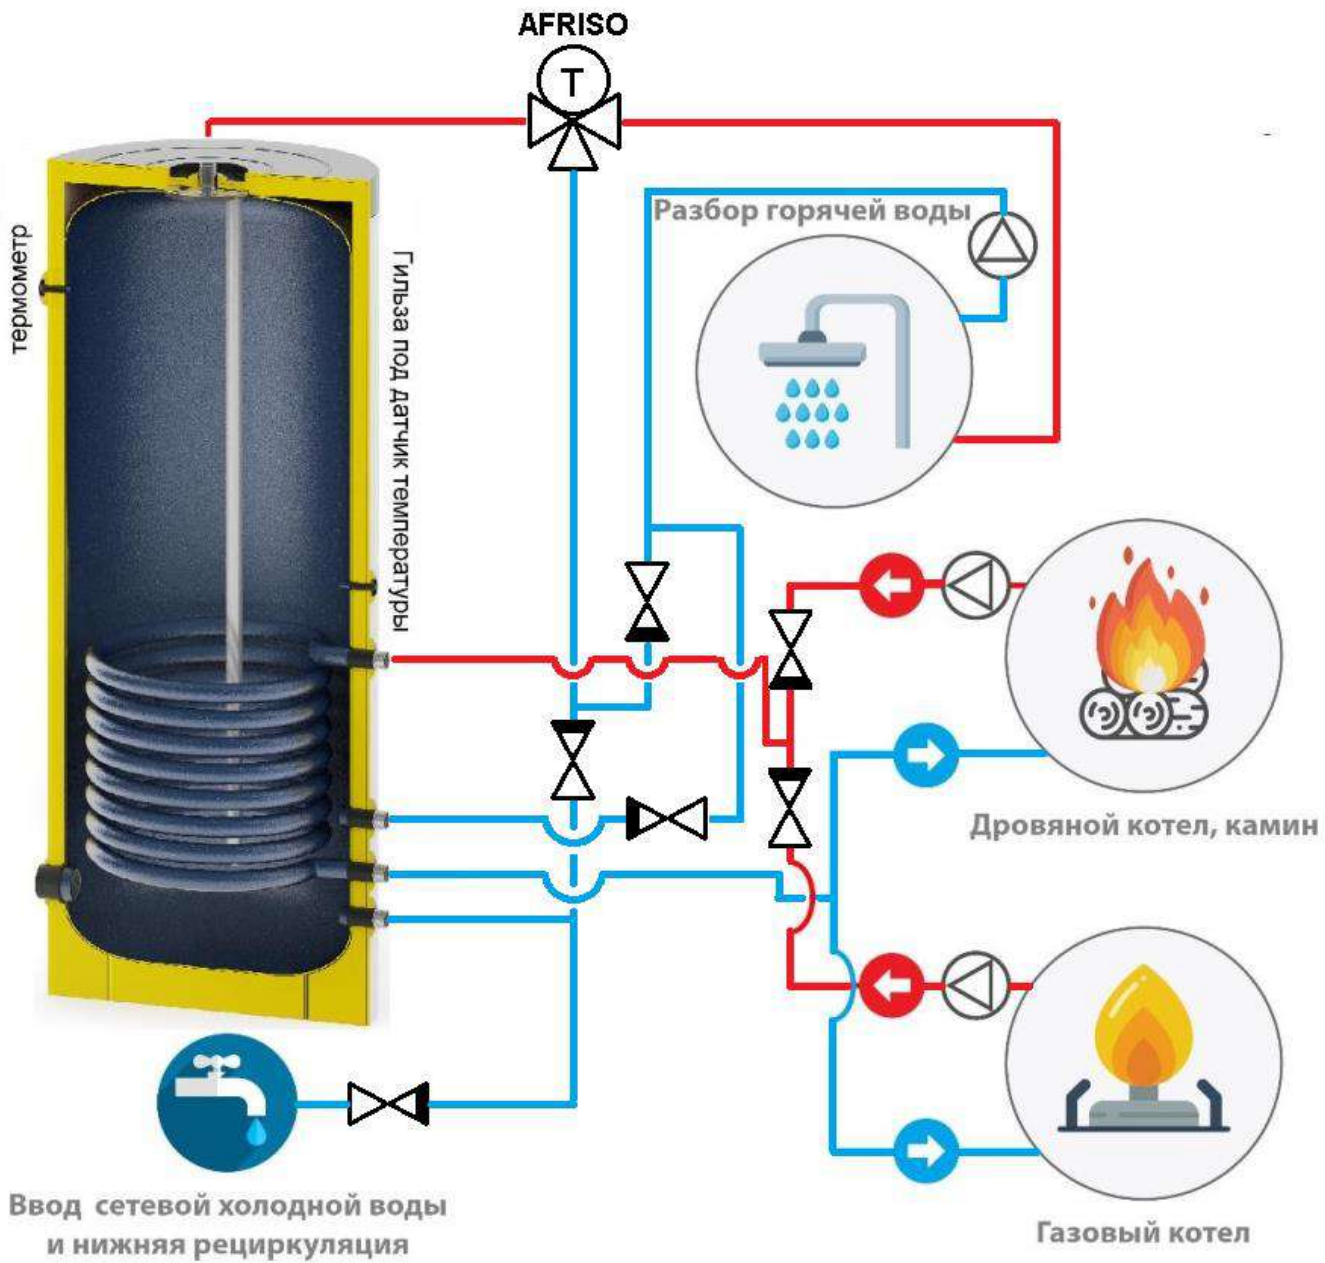 AFRISO
T
Разбор горячей воды
термометр
Гильза под датчик температуры
Дровяной котел, камин
Ввод сетевой холодной воды
и нижняя рециркуляция
Газовый котел